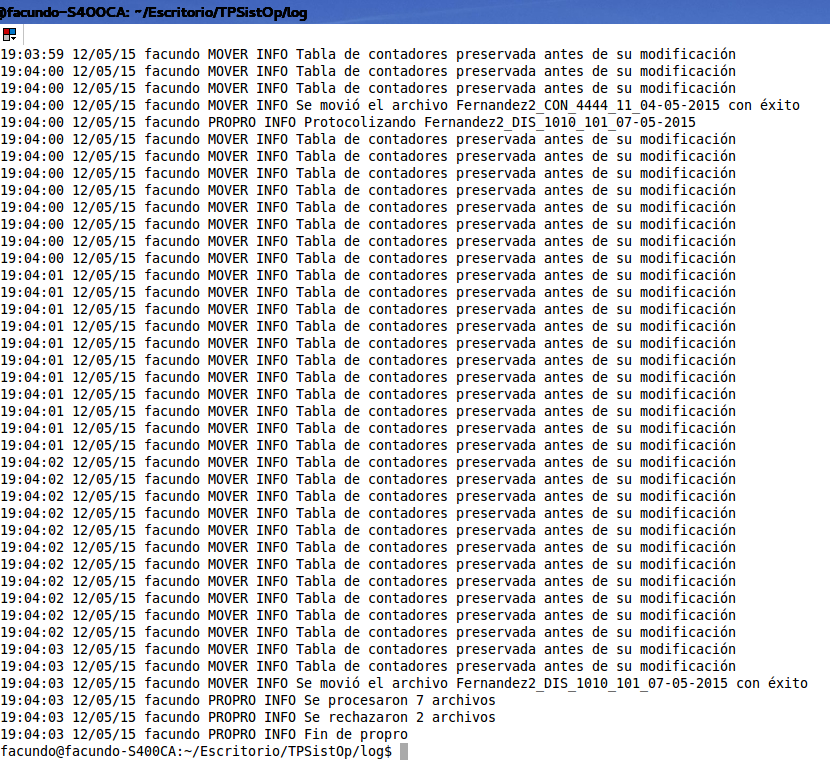 @facundo-S400CA: ~/Escritorio/TPSistOp/log
19:03:59 12/05/15 facundo MOVER INFO Tabla de contadores preservada antes de su modificación
19:04:00 12/05/15 facundo MOVER INFO Tabla de contadores preservada antes de su modificación
19:04:00 12/05/15 facundo MOVER INFO Tabla de contadores preservada antes de su modificación
19:04:00 12/05/15 facundo MOVER INFO Se movió el archivo Fernandez2_CON_4444_11_04-05-2015 con éxito
19:04:00 12/05/15 facundo PROPRO INFO Protocolizando Fernandez2_DIS_1010_101_07-05-2015
19:04:00 12/05/15 facundo MOVER INFO Tabla de contadores preservada antes de su modificación
19:04:00 12/05/15 facundo MOVER INFO Tabla de contadores preservada antes de su modificación
19:04:00 12/05/15 facundo MOVER INFO Tabla de contadores preservada antes de su modificación
19:04:00 12/05/15 facundo MOVER INFO Tabla de contadores preservada antes de su modificación
19:04:00 12/05/15 facundo MOVER INFO Tabla de contadores preservada antes de su modificación
19:04:00 12/05/15 facundo MOVER INFO Tabla de contadores preservada antes de su modificación
19:04:00 12/05/15 facundo MOVER INFO Tabla de contadores preservada antes de su modificación
19:04:00 12/05/15 facundo MOVER INFO Tabla de contadores preservada antes de su modificación
19:04:01 12/05/15 facundo MOVER INFO Tabla de contadores preservada antes de su modificación
19:04:01 12/05/15 facundo MOVER INFO Tabla de contadores preservada antes de su modificación
19:04:01 12/05/15 facundo MOVER INFO Tabla de contadores preservada antes de su modificación
19:04:01 12/05/15 facundo MOVER INFO Tabla de contadores preservada antes de su modificación
19:04:01 12/05/15 facundo MOVER INFO Tabla de contadores preservada antes de su modificación
19:04:01 12/05/15 facundo MOVER INFO Tabla de contadores preservada antes de su modificación
19:04:01 12/05/15 facundo MOVER INFO Tabla de contadores preservada antes de su modificación
19:04:01 12/05/15 facundo MOVER INFO Tabla de contadores preservada antes de su modificación
19:04:01 12/05/15 facundo MOVER INFO Tabla de contadores preservada antes de su modificación
19:04:01 12/05/15 facundo MOVER INFO Tabla de contadores preservada antes de su modificación
19:04:01 12/05/15 facundo MOVER INFO Tabla de contadores preservada antes de su modificación
19:04:02 12/05/15 facundo MOVER INFO Tabla de contadores preservada antes de su modificación
19:04:02 12/05/15 facundo MOVER INFO Tabla de contadores preservada antes de su modificación
19:04:02 12/05/15 facundo MOVER INFO Tabla de contadores preservada antes de su modificación
19:04:02 12/05/15 facundo MOVER INFO Tabla de contadores preservada antes de su modificación
19:04:02 12/05/15 facundo MOVER INFO Tabla de contadores preservada antes de su modificación
19:04:02 12/05/15 facundo MOVER INFO Tabla de contadores preservada antes de su modificación
19:04:02 12/05/15 facundo MOVER INFO Tabla de contadores preservada antes de su modificación
19:04:02 12/05/15 facundo MOVER INFO Tabla de contadores preservada antes de su modificación
19:04:02 12/05/15 facundo MOVER INFO Tabla de contadores preservada antes de su modificación
19:04:02 12/05/15 facundo MOVER INFO Tabla de contadores preservada antes de su modificación
19:04:02 12/05/15 facundo MOVER INFO Tabla de contadores preservada antes de su modificación
19:04:03 12/05/15 facundo MOVER INFO Tabla de contadores preservada antes de su modificación
19:04:03 12/05/15 facundo MOVER INFO Tabla de contadores preservada antes de su modificación
19:04:03 12/05/15 facundo MOVER INFO Se movió el archivo Fernandez2_DIS_1010_101_07-05-2015 con éxito
19:04:03 12/05/15 facundo PROPRO INFO Se procesaron 7 archivos
19:04:03 12/05/15 facundo PROPRO INFO Se rechazaron 2 archivos
19:04:03 12/05/15 facundo PROPRO INFO Fin de propro
facundo@facundo-S400CA:~/Escritorio/TPSistOp/log$